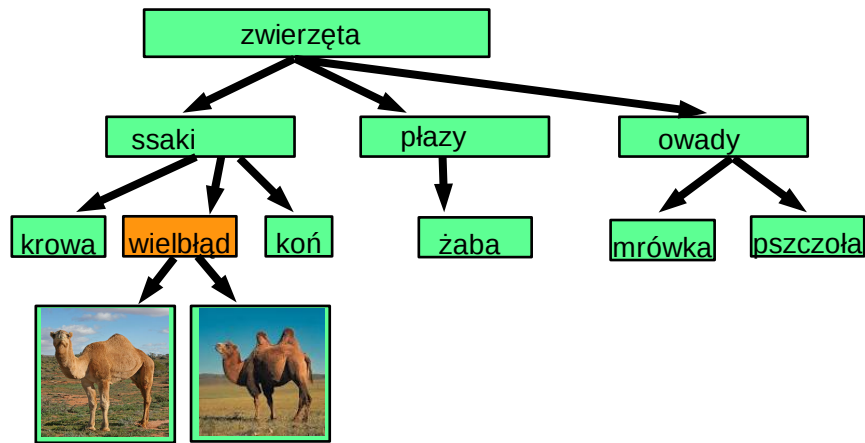 zwierzęta
ssaki
płazy
owady
krowa
wielbłąd
koń
żaba
mrówka
pszczoła